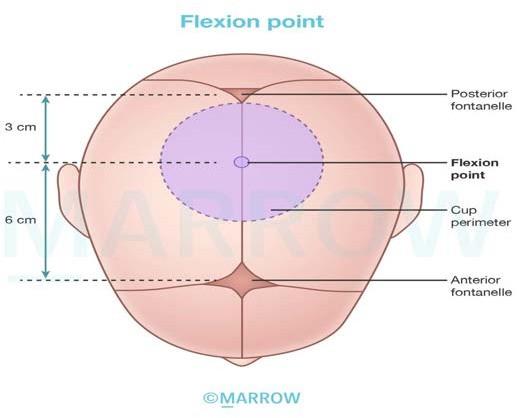 Flexion point
Posterior
fontanelle
3 cm
Flexion
point
Cup
perimeter
6 cm
Anterior
fontanelle
MARROW
©MARROW